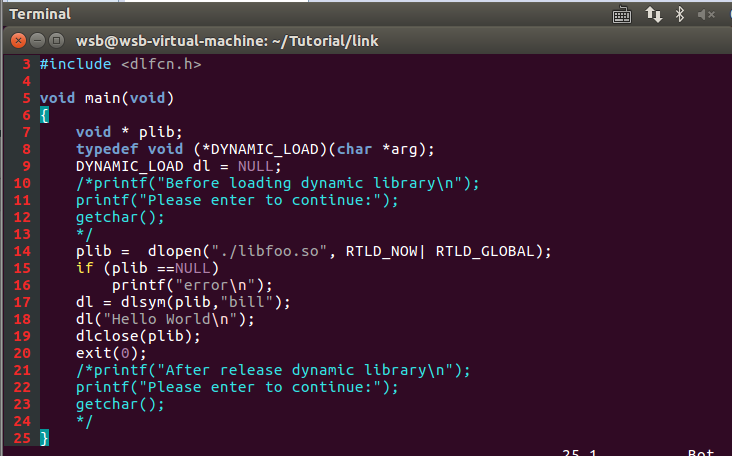 Terminal
wsb@wsb-virtual-machine: ~/Tutorial/link
3 #include <dlfcn.h>
4
5 void main(void)
6 {
7     void * plib;
8     typedef void (*DYNAMIC_LOAD)(char *arg);
9     DYNAMIC_LOAD dl = NULL;
10     /*printf("Before loading dynamic library\n");
11     printf("Please enter to continue:");
12     getchar();
13     */
14     plib =  dlopen("./libfoo.so", RTLD_NOW| RTLD_GLOBAL);
15     if (plib ==NULL)
16         printf("error\n");
17     dl = dlsym(plib,"bill");
18     dl("Hello World\n");
19     dlclose(plib);
20     exit(0);
21     /*printf("After release dynamic library\n");
22     printf("Please enter to continue:");
23     getchar();
24     */
25 }
25,1 Bot